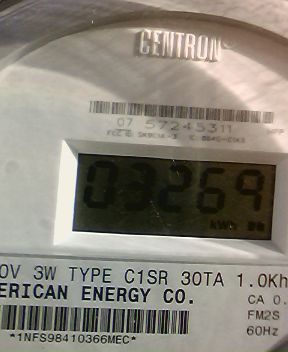 CENTRON
07 57245311
03269
kWh
0V 3W TYPE C1SR 30TA 1.0Kh
ERICAN ENERGY CO.
CA 0.
FM2S
60Hz
*1NFS98410366MEC*